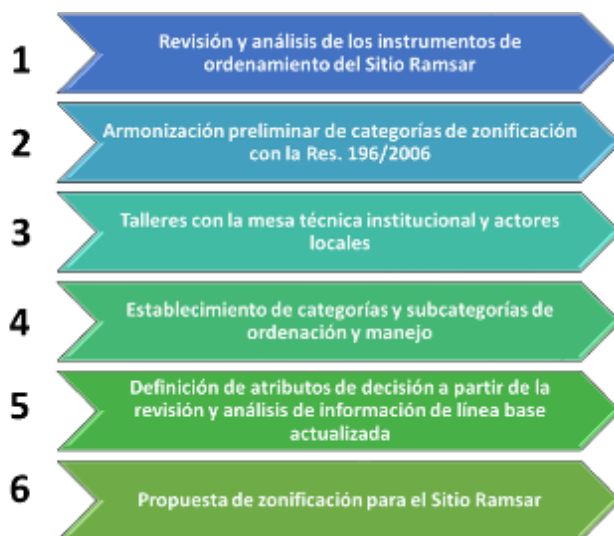 1
Revisión y análisis de los instrumentos de
ordenamiento del Sitio Ramsar
2
Armonización preliminar de categorías de zonificación
con la Res. 196/2006
3
Talleres con la mesa técnica institucional y actores
locales
4
Establecimiento de categorías y subcategorías de
ordenación y manejo
5
Definición de atributos de decisión a partir de la
revisión y análisis de información de línea base
actualizada
6
Propuesta de zonificación para el Sitio Ramsar